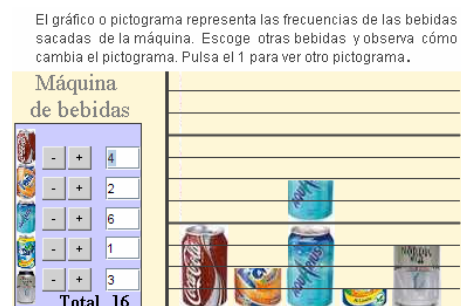 El gráfico o pictograma representa las frecuencias de las bebidas
sacadas de la máquina. Escoge otras bebidas y observa cómo
cambia el pictograma. Pulsa el 1 para ver otro pictograma.
Máquina
de bebidas
- + 4
- + 2
- + 6
- + 1
- + 3
Total 16
Coca-Cola